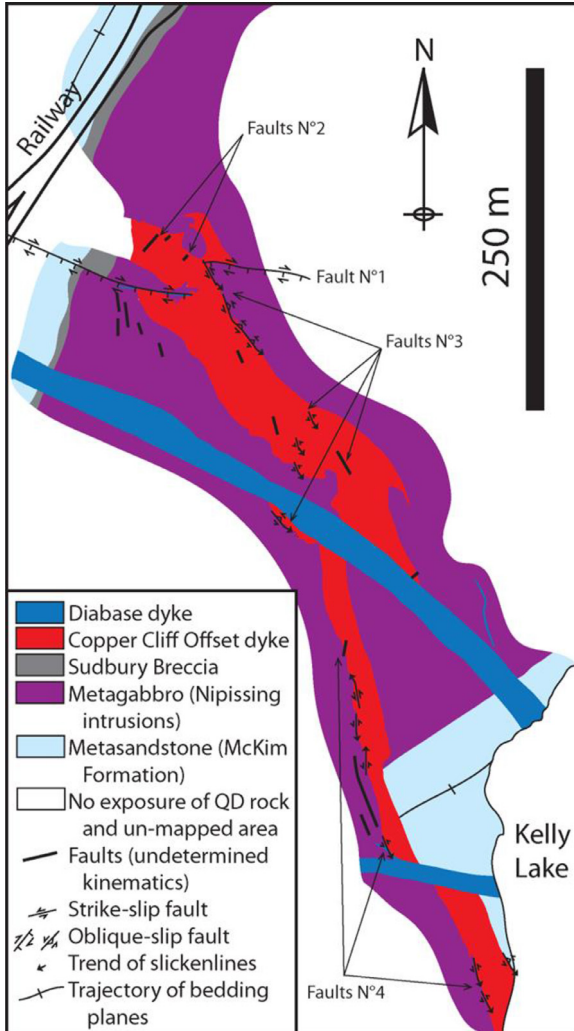 Railway
N
Faults N°2
250 m
Fault N°1
Faults N°3
Diabase dyke
Copper Cliff Offset dyke
Sudbury Breccia
Metagabbro (Nipissing
intrusions)
Metasandstone (McKim
Formation)
No exposure of QD rock
and un-mapped area
Faults (undetermined
kinematics)
Strike-slip fault
Oblique-slip fault
Trend of slickenlines
Trajectory of bedding
planes
Kelly
Lake
Faults N°4